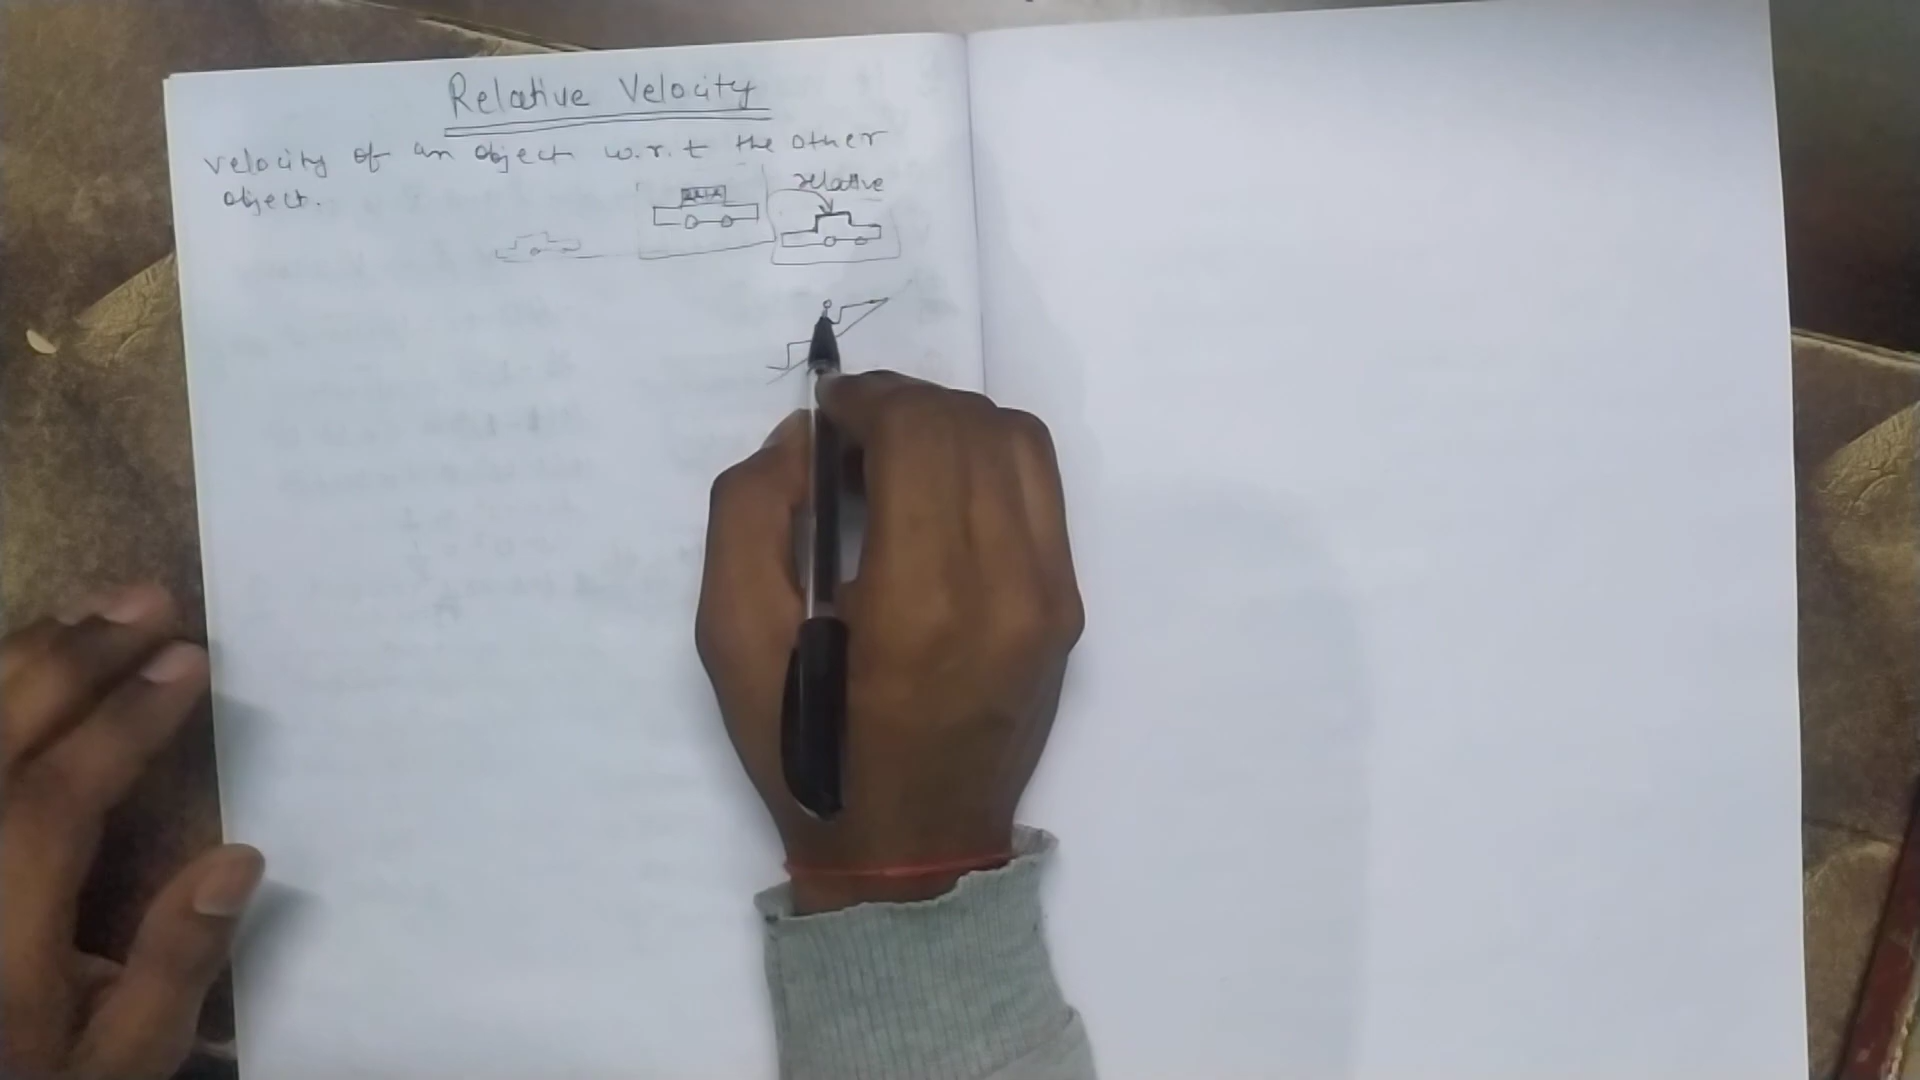 Relative Velocity
velocity of an object w.r.t the other
object.
relative